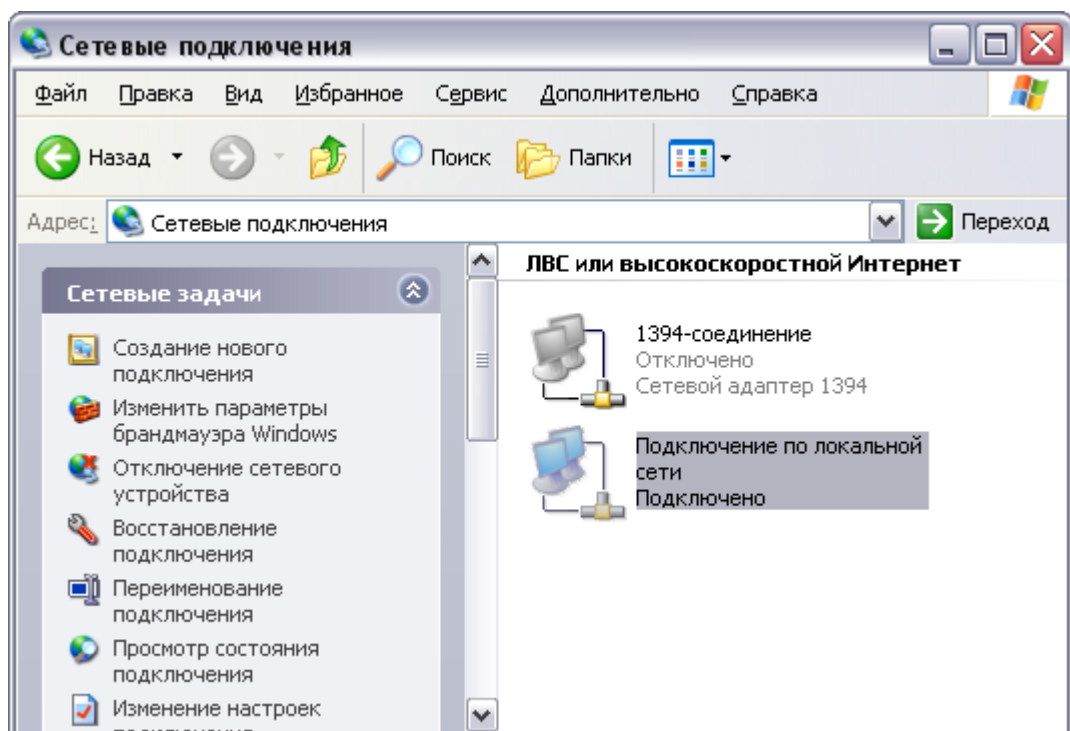 Сетевые подключения
Файл Правка Вид Избранное Сервис Дополнительно Справка
Назад Поиск Папки
Адрес: Сетевые подключения Переход
Сетевые задачи
Создание нового
подключения
Изменить параметры
брандмауэра Windows
Отключение сетевого
устройства
Восстановление
подключения
Переименование
подключения
Просмотр состояния
подключения
Изменение настроек
ЛВС или высокоскоростной Интернет
1394-соединение
Отключено
Сетевой адаптер 1394
Подключение по локальной
сети
Подключено